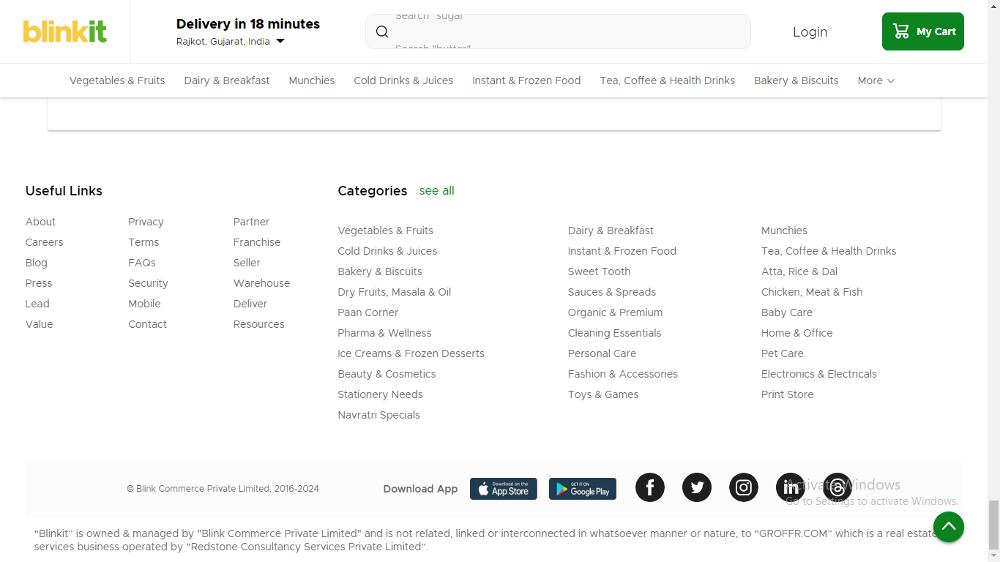 blinkit
Delivery in 18 minutes
Rajkot, Gujarat, India
Search "sugar"
Search "butter"
Login
My Cart
Vegetables & Fruits Dairy & Breakfast Munchies Cold Drinks & Juices Instant & Frozen Food Tea, Coffee & Health Drinks Bakery & Biscuits More
Useful Links
About
Careers
Blog
Press
Lead
Value
Privacy
Terms
FAQs
Security
Mobile
Contact
Partner
Franchise
Seller
Warehouse
Deliver
Resources
Categories see all
Vegetables & Fruits Dairy & Breakfast Munchies
Cold Drinks & Juices Instant & Frozen Food Tea, Coffee & Health Drinks
Bakery & Biscuits Sweet Tooth Atta, Rice & Dal
Dry Fruits, Masala & Oil Sauces & Spreads Chicken, Meat & Fish
Paan Corner Organic & Premium Baby Care
Pharma & Wellness Cleaning Essentials Home & Office
Ice Creams & Frozen Desserts Personal Care Pet Care
Beauty & Cosmetics Fashion & Accessories Electronics & Electricals
Stationery Needs Toys & Games Print Store
Navratri Specials
© Blink Commerce Private Limited, 2016-2024
Download App
Download on the
App Store
GET IT ON
Google Play
Activate Windows
Go to Settings to activate Windows.
“Blinkit” is owned & managed by "Blink Commerce Private Limited" and is not related, linked or interconnected in whatsoever manner or nature, to “GROFFR.COM” which is a real estate
services business operated by “Redstone Consultancy Services Private Limited”.